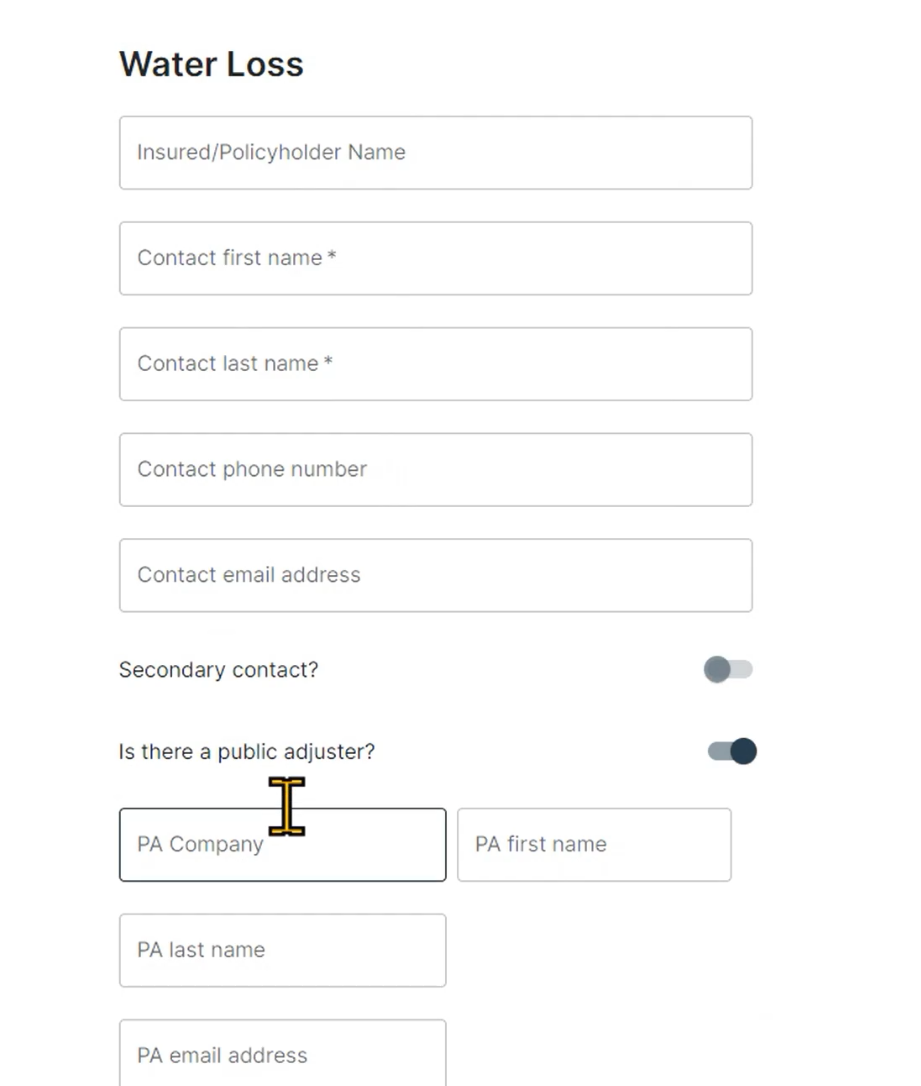 Water Loss
Insured/Policyholder Name
Contact first name *
Contact last name *
Contact phone number
Contact email address
Secondary contact?
Is there a public adjuster?
PA Company
PA first name
PA last name
PA email address